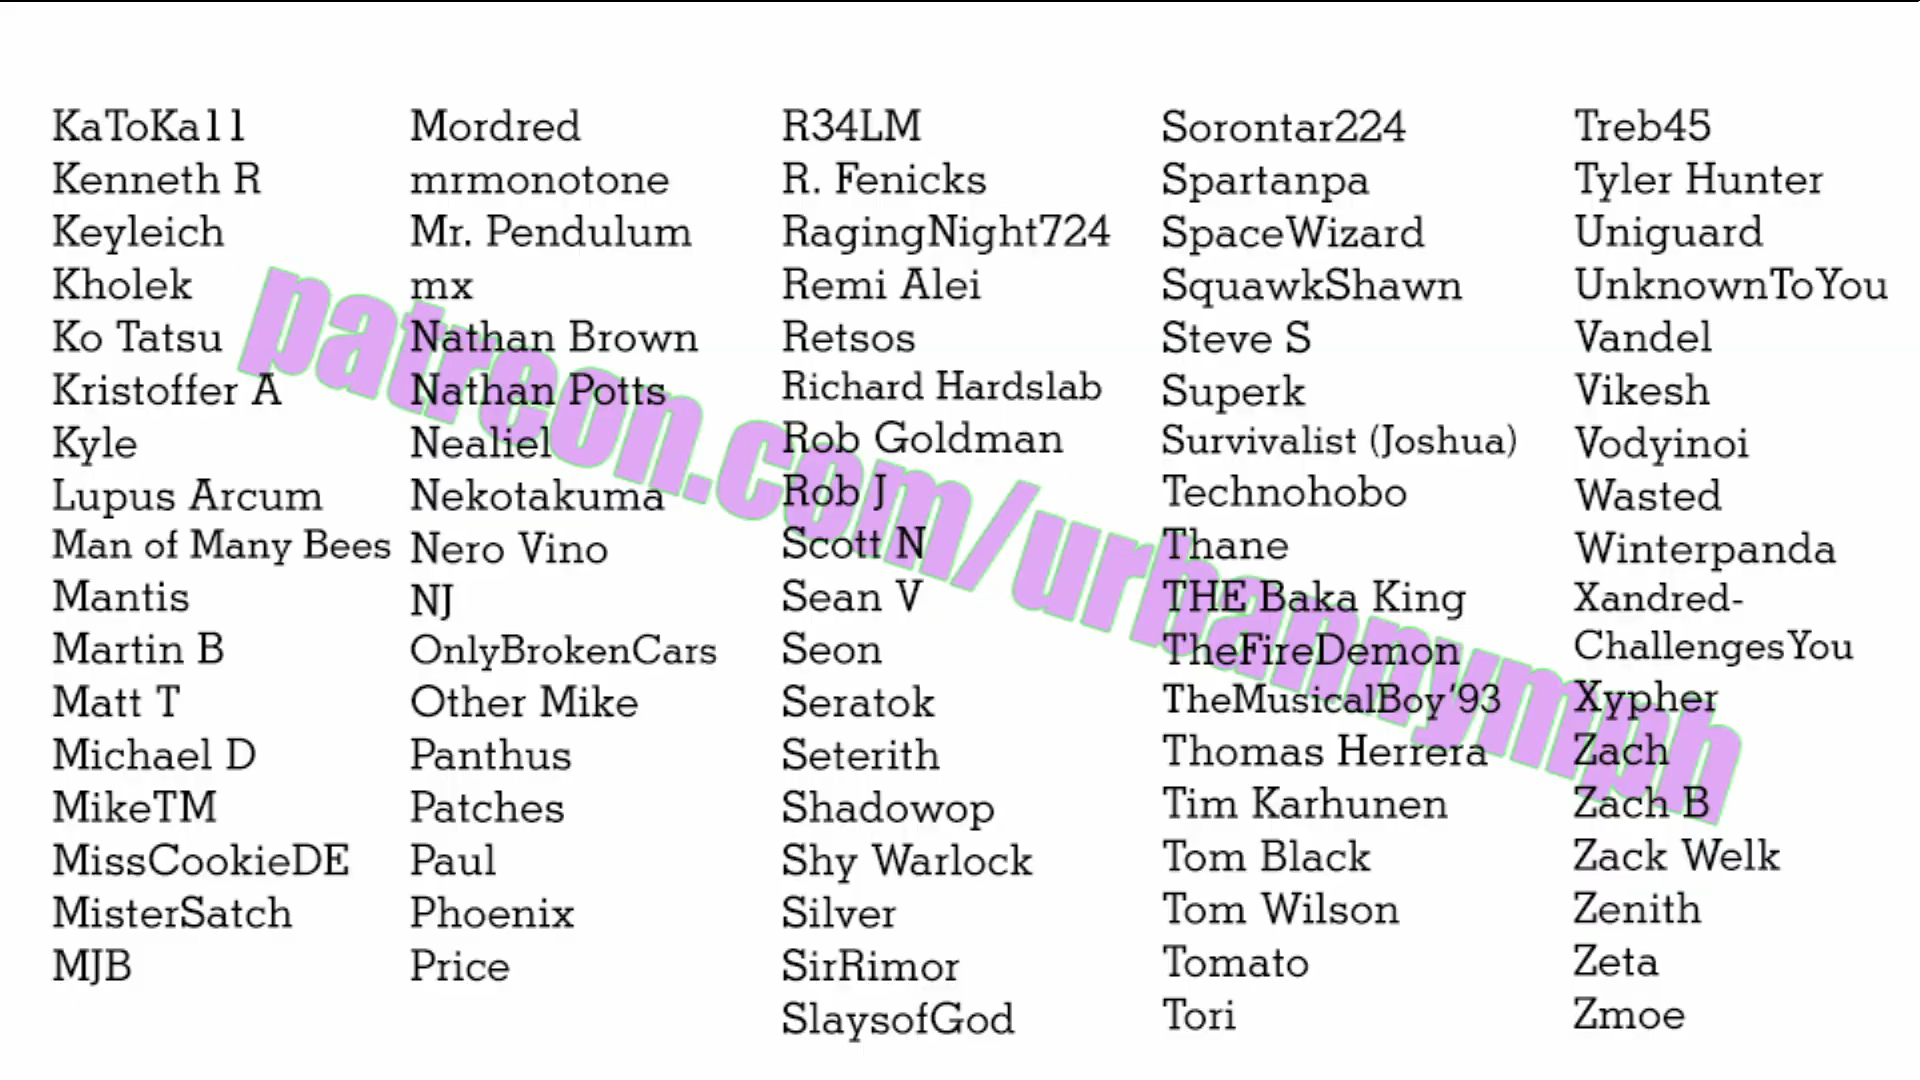 KaToKa11
Kenneth R
Keyleich
Kholek
Ko Tatsu
Kristoffer A
Kyle
Lupus Arcum
Man of Many Bees
Mantis
Martin B
Matt T
Michael D
MikeTM
MissCookieDE
MisterSatch
MJB
Mordred
mrmonotone
Mr. Pendulum
mx
Nathan Brown
Nathan Potts
Nealiel
Nekotakuma
Nero Vino
NJ
OnlyBrokenCars
Other Mike
Panthus
Patches
Paul
Phoenix
Price
R34LM
R. Fenicks
RagingNight724
Remi Alei
Retsos
Richard Hardslab
Rob Goldman
Rob J
Scott N
Sean V
Seon
Seratok
Seterith
Shadowop
Shy Warlock
Silver
SirRimor
SlaysofGod
Sorontar224
Spartanpa
SpaceWizard
SquawkShawn
Steve S
Superk
Survivalist (Joshua)
Technohobo
Thane
THE Baka King
TheFireDemon
TheMusicalBoy'93
Thomas Herrera
Tim Karhunen
Tom Black
Tom Wilson
Tomato
Tori
Treb45
Tyler Hunter
Uniguard
UnknownToYou
Vandel
Vikesh
Vodyinoi
Wasted
Winterpanda
Xandred-
ChallengesYou
Xypher
Zach
Zach B
Zack Welk
Zenith
Zeta
Zmoe
patreon.com/urbannymph